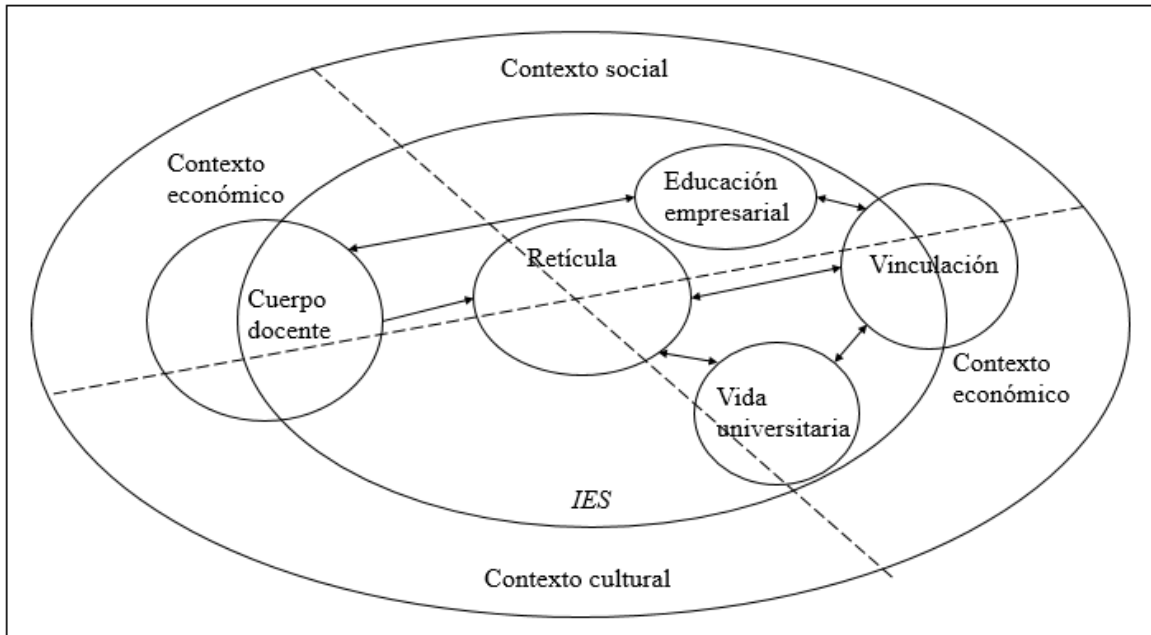 Contexto social
Contexto
económico
Educación
empresarial
Retícula
Vinculación
Cuerpo
docente
Contexto
económico
Vida
universitaria
IES
Contexto cultural